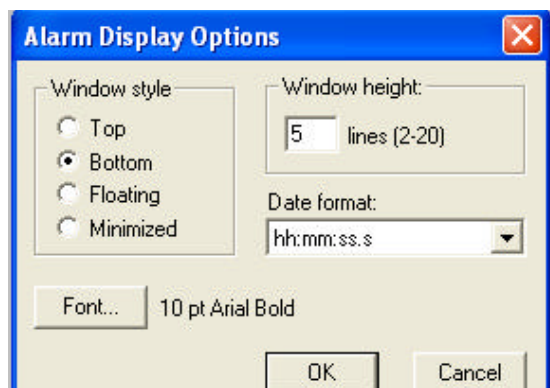 Alarm Display Options
Window style
Top
Bottom
Floating
Minimized
Window height:
5 lines (2-20)
Date format:
hh:mm:ss.s
Font... 10 pt Arial Bold
OK Cancel